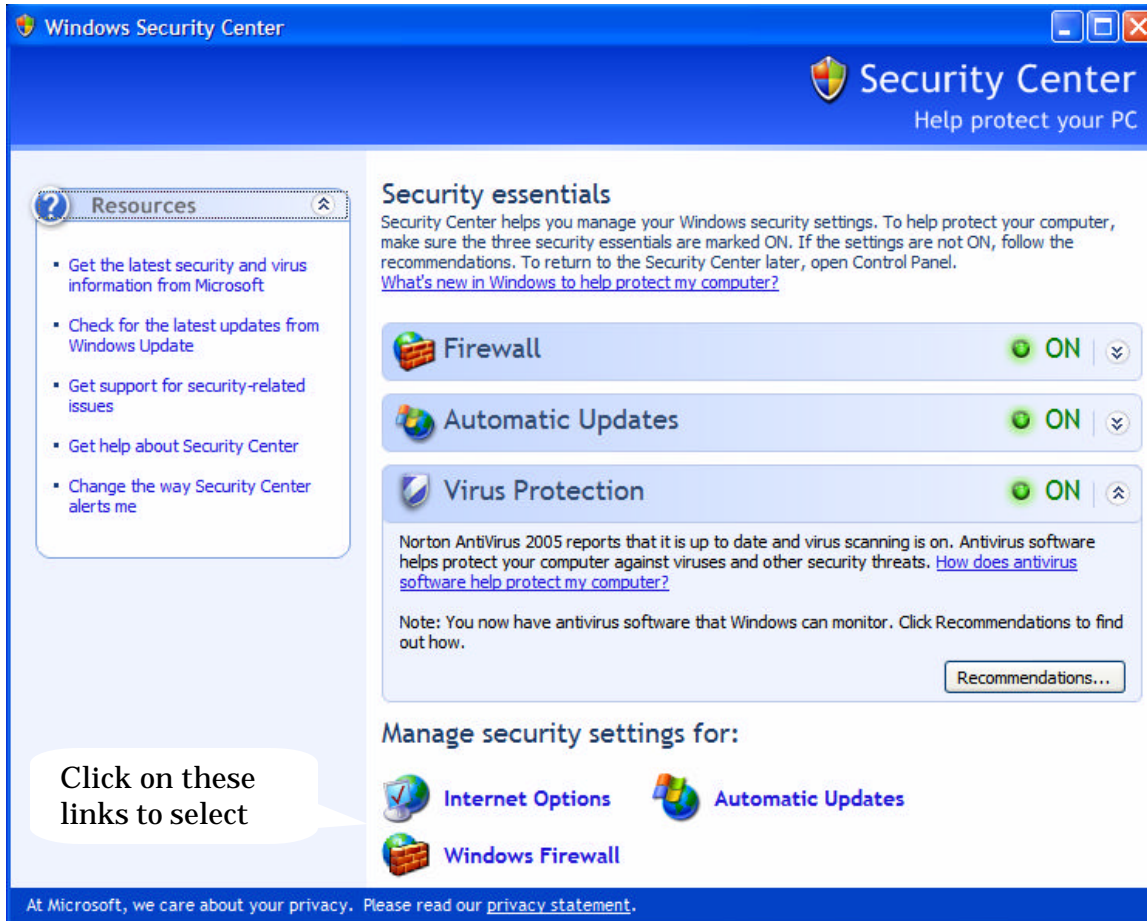 Windows Security Center
Security Center
Help protect your PC
Resources
Get the latest security and virus
information from Microsoft
Check for the latest updates from
Windows Update
Get support for security-related
issues
Get help about Security Center
Change the way Security Center
alerts me
Security essentials
Security Center helps you manage your Windows security settings. To help protect your computer,
make sure the three security essentials are marked ON. If the settings are not ON, follow the
recommendations. To return to the Security Center later, open Control Panel.
What's new in Windows to help protect my computer?
Firewall ON
Automatic Updates ON
Virus Protection ON
Norton AntiVirus 2005 reports that it is up to date and virus scanning is on. Antivirus software
helps protect your computer against viruses and other security threats. How does antivirus
software help protect my computer?
Note: You now have antivirus software that Windows can monitor. Click Recommendations to find
out how.
Recommendations...
Manage security settings for:
Click on these
links to select
Internet Options Automatic Updates
Windows Firewall
At Microsoft, we care about your privacy. Please read our privacy statement.